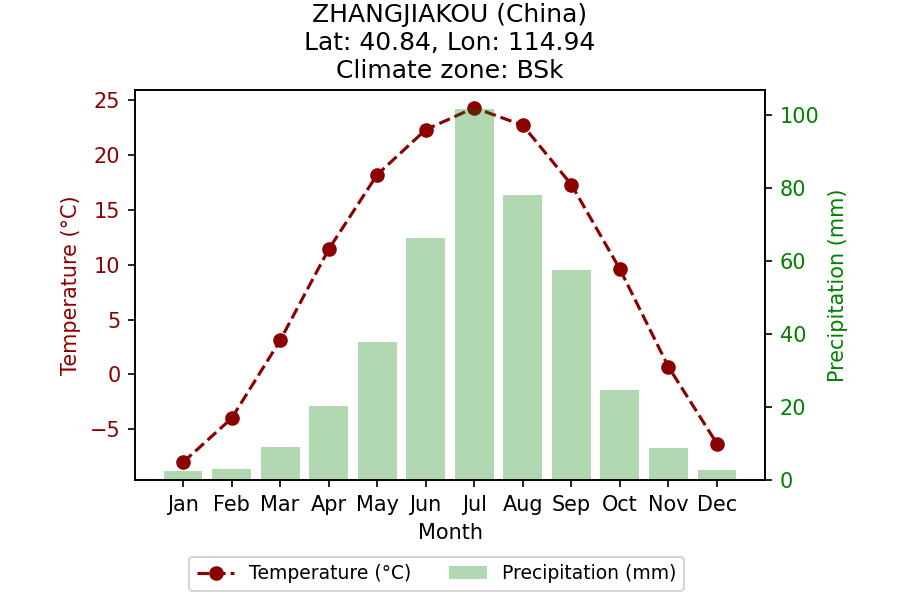 ZHANGJIAKOU (China)
Lat: 40.84, Lon: 114.94
Climate zone: BSk
25
20
15
10
5
0
−5
Temperature (°C)
100
80
60
40
20
0
Precipitation (mm)
Jan Feb Mar Apr May Jun Jul Aug Sep Oct Nov Dec
Month
Temperature (°C) Precipitation (mm)